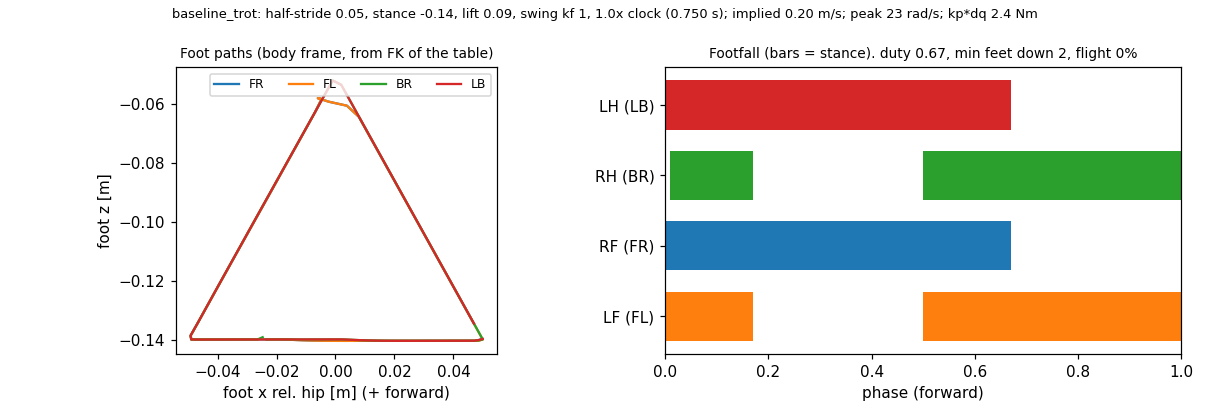 baseline_trot: half-stride 0.05, stance -0.14, lift 0.09, swing kf 1, 1.0x clock (0.750 s); implied 0.20 m/s; peak 23 rad/s; kp*dq 2.4 Nm
Foot paths (body frame, from FK of the table)
FR FL BR LB
−0.06
−0.08
−0.10
−0.12
−0.14
foot z [m]
−0.04 −0.02 0.00 0.02 0.04
foot x rel. hip [m] (+ forward)
Footfall (bars = stance). duty 0.67, min feet down 2, flight 0%
LH (LB)
RH (BR)
RF (FR)
LF (FL)
0.0 0.2 0.4 0.6 0.8 1.0
phase (forward)